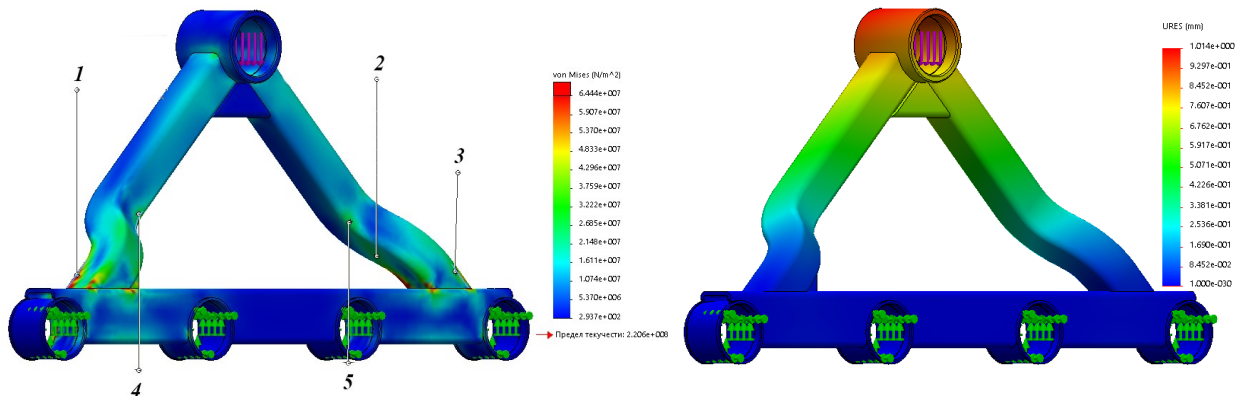 1
2
3
4
5
von Mises (N/m^2)
6.444e+007
5.907e+007
5.370e+007
4.833e+007
4.296e+007
3.759e+007
3.222e+007
2.685e+007
2.148e+007
1.611e+007
1.074e+007
5.370e+006
2.937e+002
Предел текучести: 2.206e+008
URES (mm)
1.014e+000
9.297e-001
8.452e-001
7.607e-001
6.762e-001
5.917e-001
5.071e-001
4.226e-001
3.381e-001
2.536e-001
1.690e-001
8.452e-002
1.000e-030